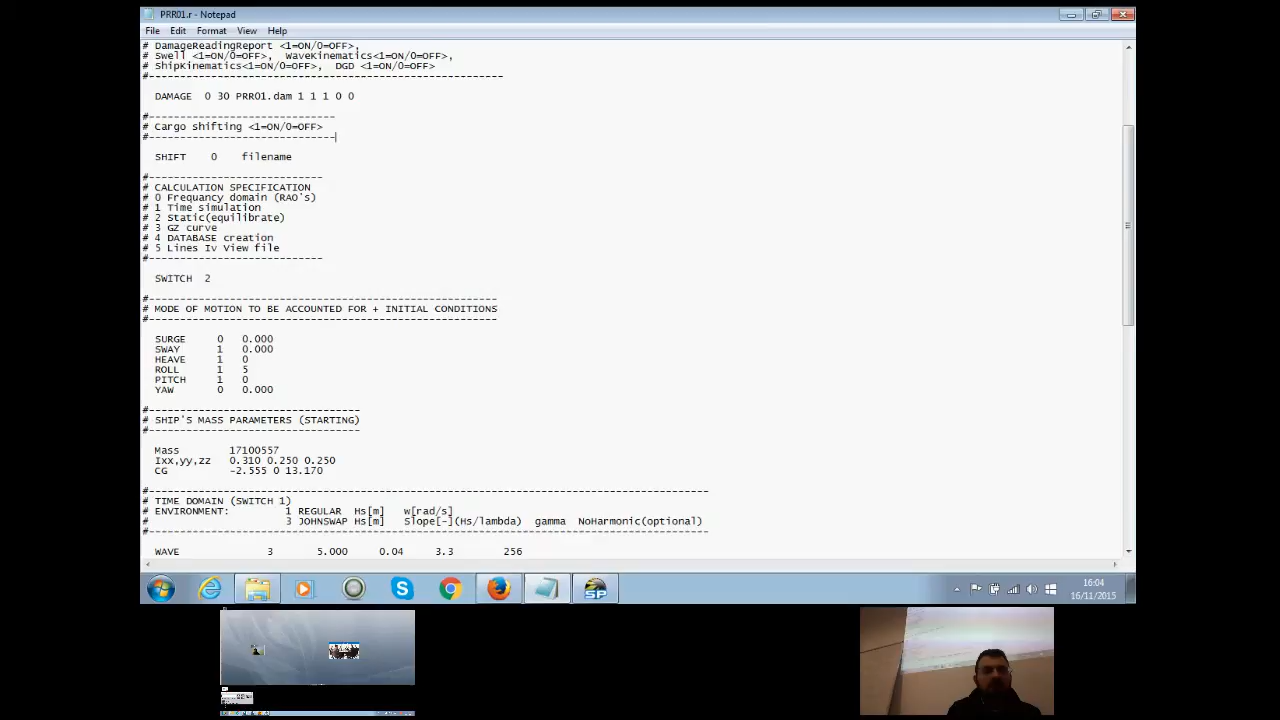 PRR01.r - Notepad
File Edit Format View Help
# DamageReadingReport <1=ON/0=OFF>,
# Swell <1=ON/0=OFF>, WaveKinematics<1=ON/0=OFF>,
# ShipKinematics<1=ON/0=OFF>, DGD <1=ON/0=OFF>
#---------------------------------------------------------
DAMAGE 0 30 PRR01.dam 1 1 1 0 0
#------------------------------
# Cargo shifting <1=ON/0=OFF>
#------------------------------
SHIFT 0 filename
#----------------------------
# CALCULATION SPECIFICATION
# 0 Frequancy domain (RAO's)
# 1 Time simulation
# 2 Static(equilibrate)
# 3 GZ curve
# 4 DATABASE creation
# 5 Lines Iv View file
#----------------------------
SWITCH 2
#--------------------------------------------------------
# MODE OF MOTION TO BE ACCOUNTED FOR + INITIAL CONDITIONS
#--------------------------------------------------------
SURGE 0 0.000
SWAY 1 0.000
HEAVE 1 0
ROLL 1 5
PITCH 1 0
YAW 0 0.000
#----------------------------------
# SHIP'S MASS PARAMETERS (STARTING)
#----------------------------------
Mass 17100557
Ixx,yy,zz 0.310 0.250 0.250
CG -2.555 0 13.170
#------------------------------------------------------------------------------------------
# TIME DOMAIN (SWITCH 1)
# ENVIRONMENT: 1 REGULAR Hs[m] w[rad/s]
# 3 JOHNSWAP Hs[m] Slope[-](Hs/lambda) gamma NoHarmonic(optional)
#------------------------------------------------------------------------------------------
WAVE 3 5.000 0.04 3.3 256
SP
16:04
16/11/2015